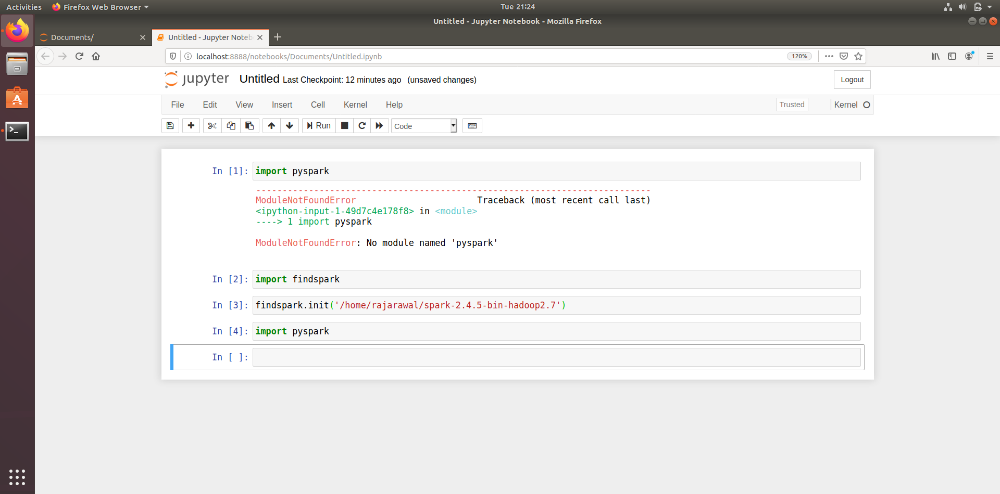 Activities Firefox Web Browser Tue 21:24
Untitled - Jupyter Notebook - Mozilla Firefox
Documents/ Untitled - Jupyter Noteb
localhost:8888/notebooks/Documents/Untitled.ipynb 120%
jupyter Untitled Last Checkpoint: 12 minutes ago (unsaved changes) Logout
File Edit View Insert Cell Kernel Help Trusted Kernel
Run Code
In [1]: import pyspark
---------------------------------------------------------------------------
ModuleNotFoundError Traceback (most recent call last)
<ipython-input-1-49d7c4e178f8> in <module>
----> 1 import pyspark
ModuleNotFoundError: No module named 'pyspark'
In [2]: import findspark
In [3]: findspark.init('/home/rajarawal/spark-2.4.5-bin-hadoop2.7')
In [4]: import pyspark
In [ ]: